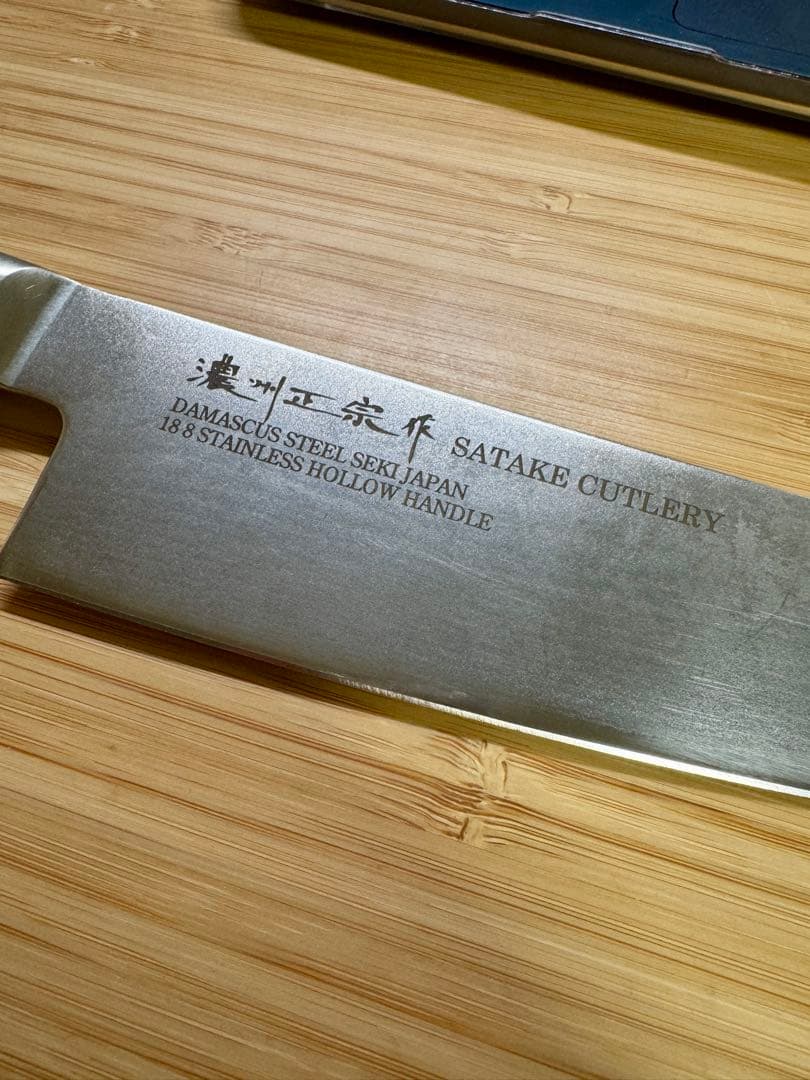 濃州正宗作 SATAKE CUTLERY
DAMASCUS STEEL SEKI JAPAN
18 8 STAINLESS HOLLOW HANDLE